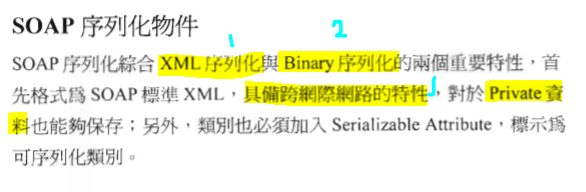 SOAP 序列化物件
1 2
SOAP 序列化綜合 XML 序列化與 Binary 序列化的兩個重要特性，首
先格式為 SOAP 標準 XML，具備跨網際網路的特性，對於 Private 資
料也能夠保存；另外，類別也必須加入 Serializable Attribute，標示為
可序列化類別。